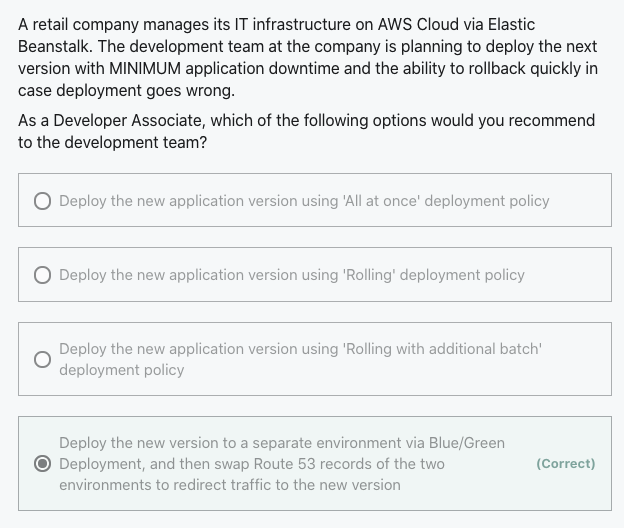 A retail company manages its IT infrastructure on AWS Cloud via Elastic
Beanstalk. The development team at the company is planning to deploy the next
version with MINIMUM application downtime and the ability to rollback quickly in
case deployment goes wrong.
As a Developer Associate, which of the following options would you recommend
to the development team?
Deploy the new application version using 'All at once' deployment policy
Deploy the new application version using 'Rolling' deployment policy
Deploy the new application version using 'Rolling with additional batch'
deployment policy
Deploy the new version to a separate environment via Blue/Green
Deployment, and then swap Route 53 records of the two
environments to redirect traffic to the new version
(Correct)